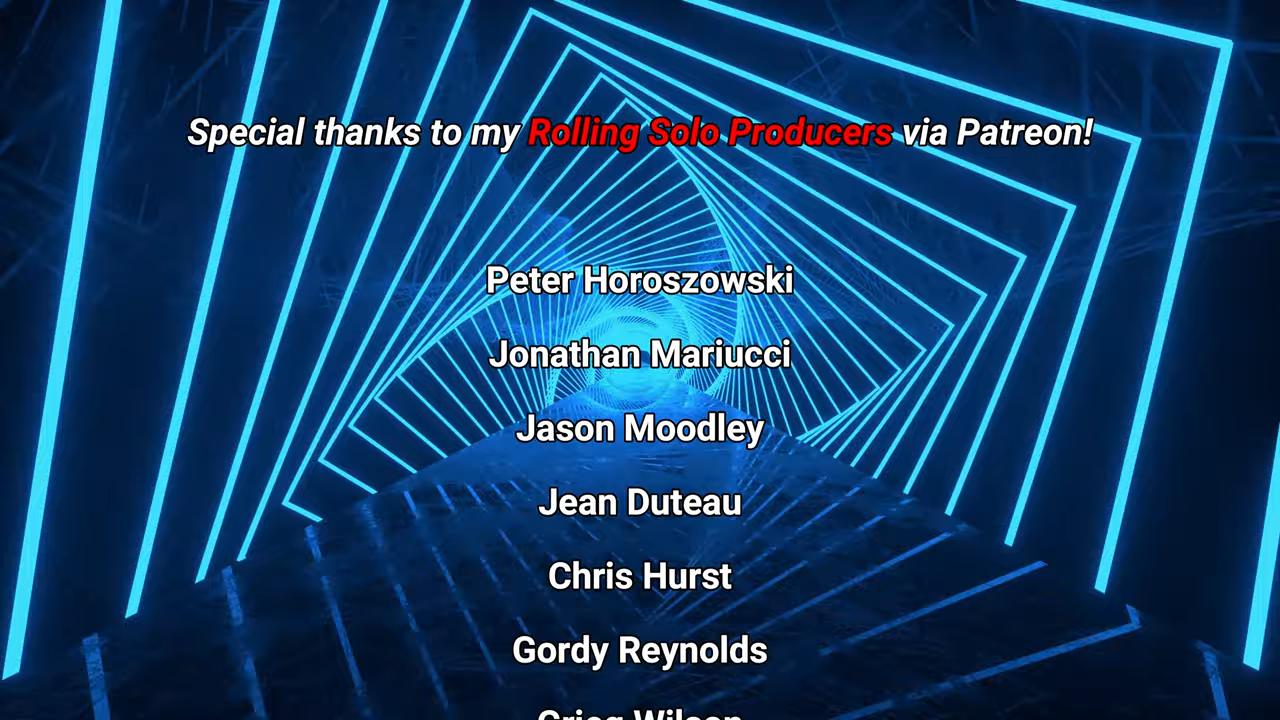 Special thanks to my Rolling Solo Producers via Patreon!
Peter Horoszowski
Jonathan Mariucci
Jason Moodley
Jean Duteau
Chris Hurst
Gordy Reynolds